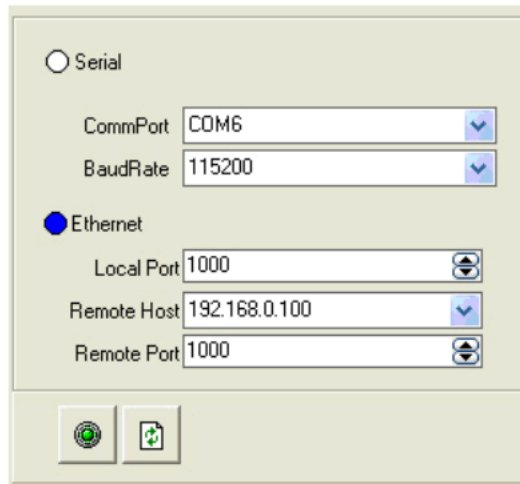 Serial
CommPort COM6
BaudRate 115200
Ethernet
Local Port 1000
Remote Host 192.168.0.100
Remote Port 1000